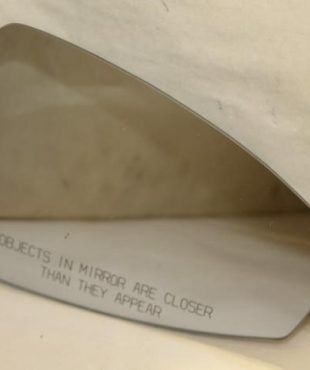 OBJECTS IN MIRROR ARE CLOSER
THAN THEY APPEAR